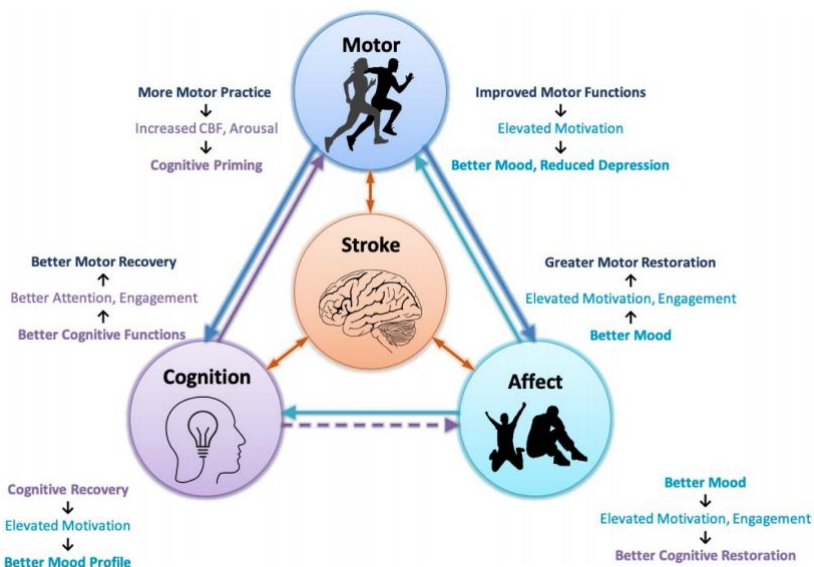 Motor
More Motor Practice
↓
Increased CBF, Arousal
↓
Cognitive Priming
Improved Motor Functions
↓
Elevated Motivation
↓
Better Mood, Reduced Depression
Stroke
Better Motor Recovery
↑
Better Attention, Engagement
↑
Better Cognitive Functions
Greater Motor Restoration
↑
Elevated Motivation, Engagement
↑
Better Mood
Cognition
Affect
Cognitive Recovery
↓
Elevated Motivation
↓
Better Mood Profile
Better Mood
↓
Elevated Motivation, Engagement
↓
Better Cognitive Restoration